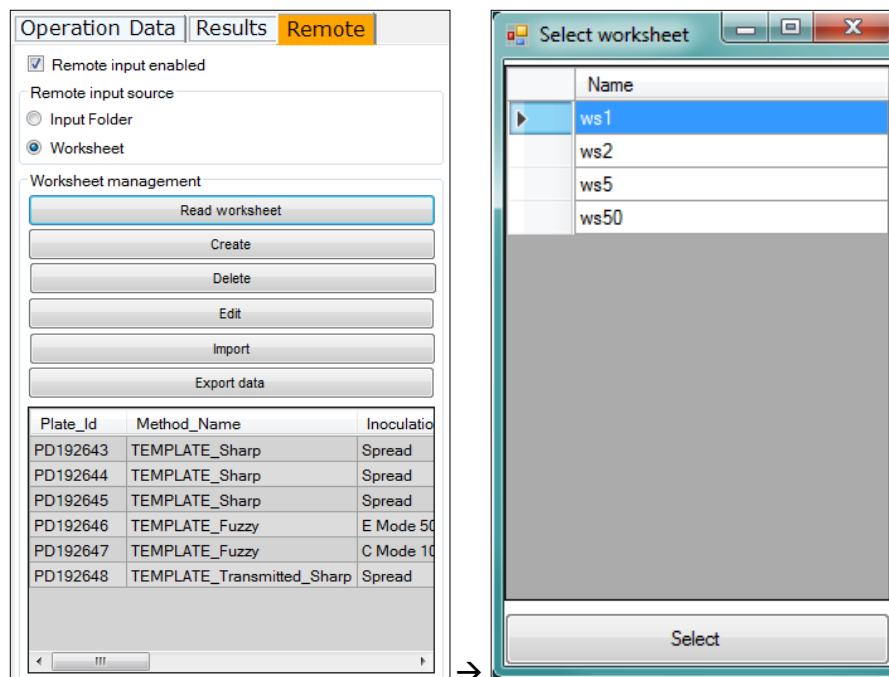 Operation Data Results Remote
Remote input enabled
Remote input source
Input Folder
Worksheet
Worksheet management
Read worksheet
Create
Delete
Edit
Import
Export data
Plate_Id Method_Name Inoculatio
PD192643 TEMPLATE_Sharp Spread
PD192644 TEMPLATE_Sharp Spread
PD192645 TEMPLATE_Sharp Spread
PD192646 TEMPLATE_Fuzzy E Mode 50
PD192647 TEMPLATE_Fuzzy C Mode 10
PD192648 TEMPLATE_Transmitted_Sharp Spread
→
Select worksheet
Name
ws1
ws2
ws5
ws50
Select